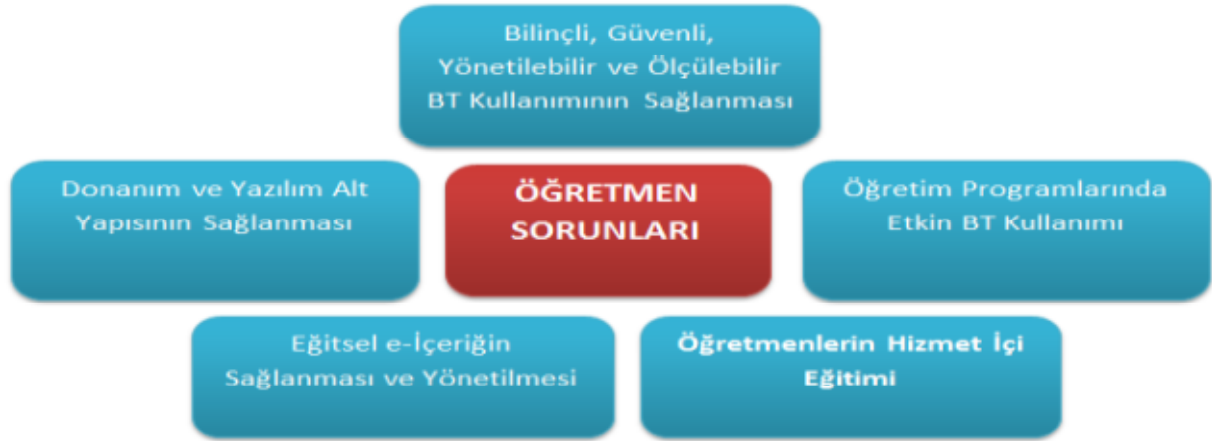 Bilinçli, Güvenli,
Yönetilebilir ve Ölçülebilir
BT Kullanımının Sağlanması
Donanım ve Yazılım Alt
Yapısının Sağlanması
ÖĞRETMEN
SORUNLARI
Öğretim Programlarında
Etkin BT Kullanımı
Eğitsel e-İçeriğin
Sağlanması ve Yönetilmesi
Öğretmenlerin Hizmet İçi
Eğitimi